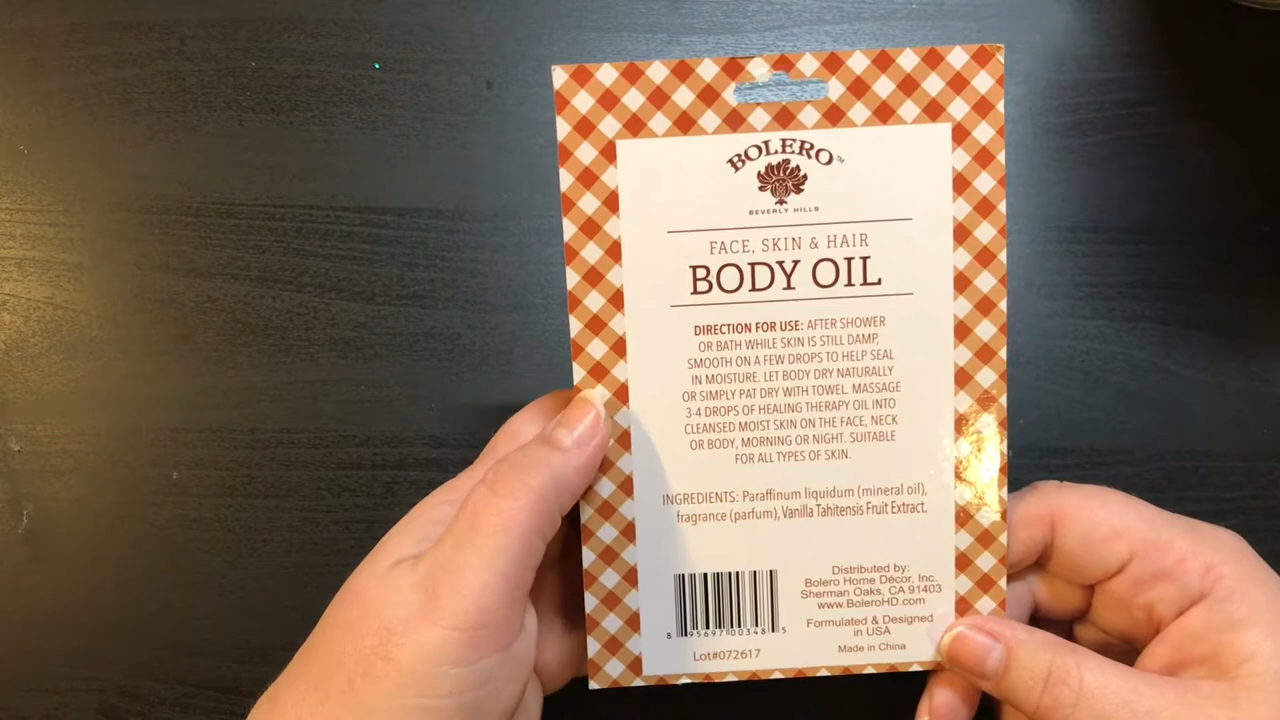 BOLERO™
BEVERLY HILLS
FACE, SKIN & HAIR
BODY OIL
DIRECTION FOR USE: AFTER SHOWER
OR BATH WHILE SKIN IS STILL DAMP,
SMOOTH ON A FEW DROPS TO HELP SEAL
IN MOISTURE. LET BODY DRY NATURALLY
OR SIMPLY PAT DRY WITH TOWEL. MASSAGE
3-4 DROPS OF HEALING THERAPY OIL INTO
CLEANSED MOIST SKIN ON THE FACE, NECK
OR BODY, MORNING OR NIGHT. SUITABLE
FOR ALL TYPES OF SKIN.
INGREDIENTS: Paraffinum liquidum (mineral oil),
fragrance (parfum), Vanilla Tahitensis Fruit Extract.
Distributed by:
Bolero Home Décor, Inc.
Sherman Oaks, CA 91403
www.BoleroHD.com
Formulated & Designed
in USA
Made in China
8 95697 00348 5
Lot#072617